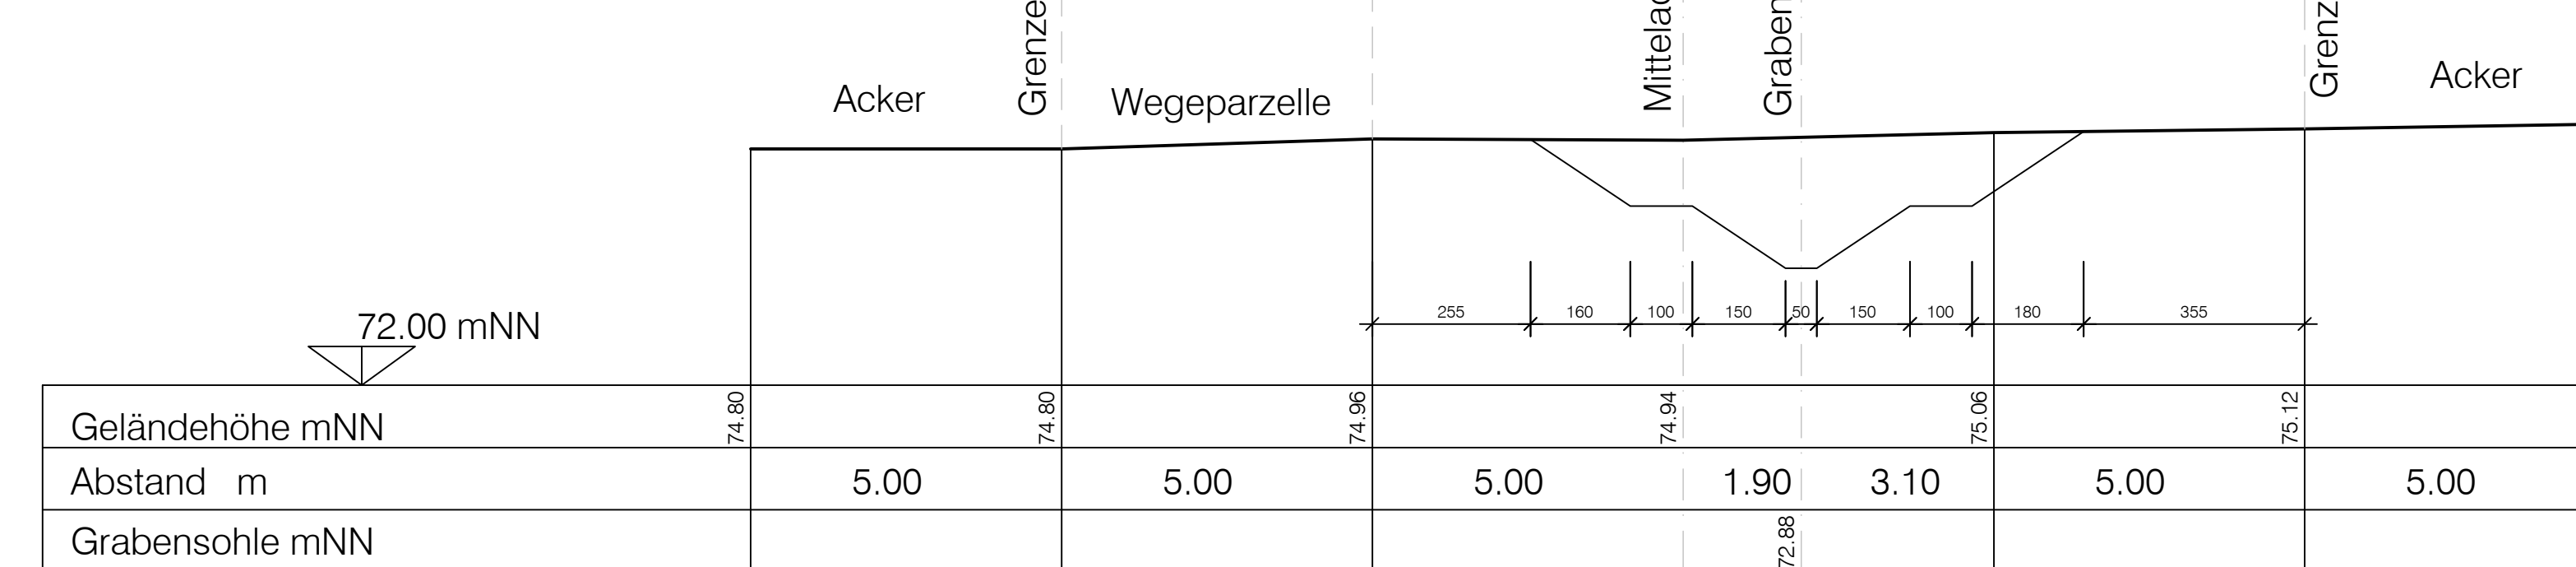 Grenze
Graben
Acker
Wegeparzelle
Acker
255 160 100 150 50 150 100 180 355
72.00 mNN
Geländehöhe mNN 74.80 74.80 74.96 74.94 75.06 75.12
Abstand m 5.00 5.00 5.00 1.90 3.10 5.00 5.00
Grabensohle mNN 72.88